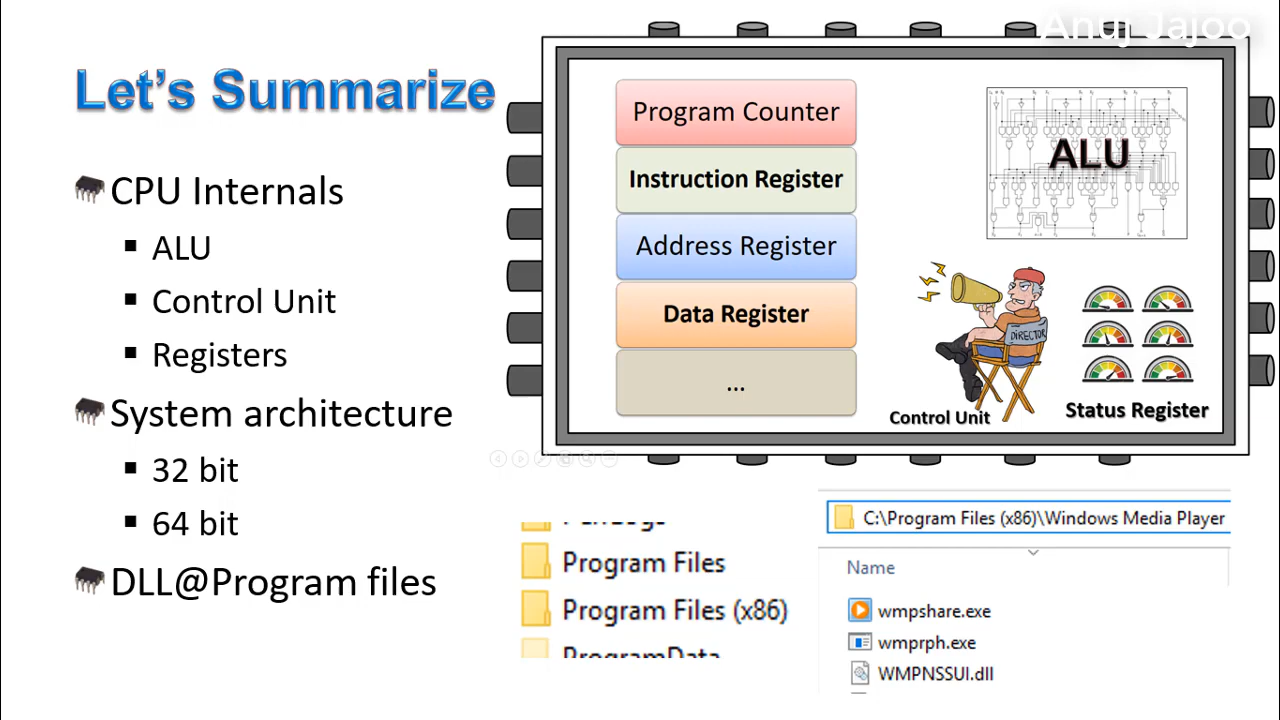 Anuj Jajoo
Let's Summarize
CPU Internals
ALU
Control Unit
Registers
System architecture
32 bit
64 bit
DLL@Program files
Program Counter
Instruction Register
Address Register
Data Register
...
ALU
DIRECTOR
Control Unit
Status Register
Program Files
Program Files (x86)
ProgramData
C:\Program Files (x86)\Windows Media Player
Name
wmpshare.exe
wmprph.exe
WMPNSSUI.dll